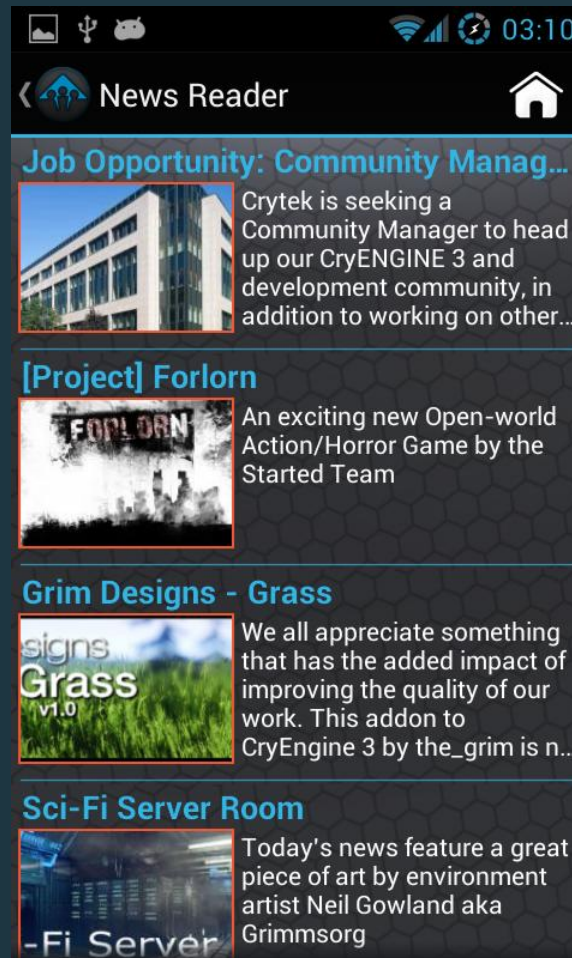 03:10
News Reader
Job Opportunity: Community Manag...
Crytek is seeking a
Community Manager to head
up our CryENGINE 3 and
development community, in
addition to working on other...
[Project] Forlorn
FORLORN
An exciting new Open-world
Action/Horror Game by the
Started Team
Grim Designs - Grass
signs
Grass
v1.0
We all appreciate something
that has the added impact of
improving the quality of our
work. This addon to
CryEngine 3 by the_grim is n...
Sci-Fi Server Room
-Fi Server
Today's news feature a great
piece of art by environment
artist Neil Gowland aka
Grimmsorg